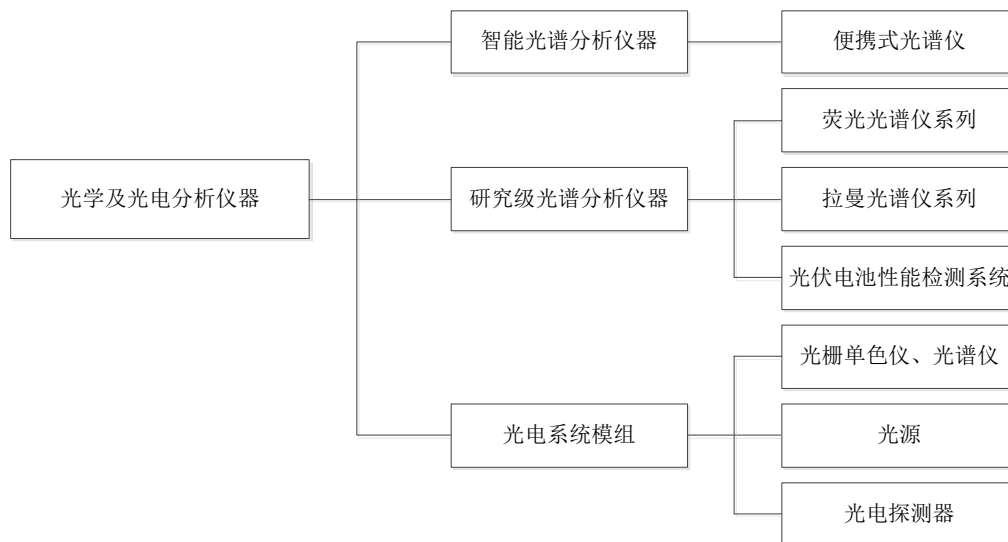 光学及光电分析仪器
智能光谱分析仪器
便携式光谱仪
研究级光谱分析仪器
荧光光谱仪系列
拉曼光谱仪系列
光伏电池性能检测系统
光电系统模组
光栅单色仪、光谱仪
光源
光电探测器